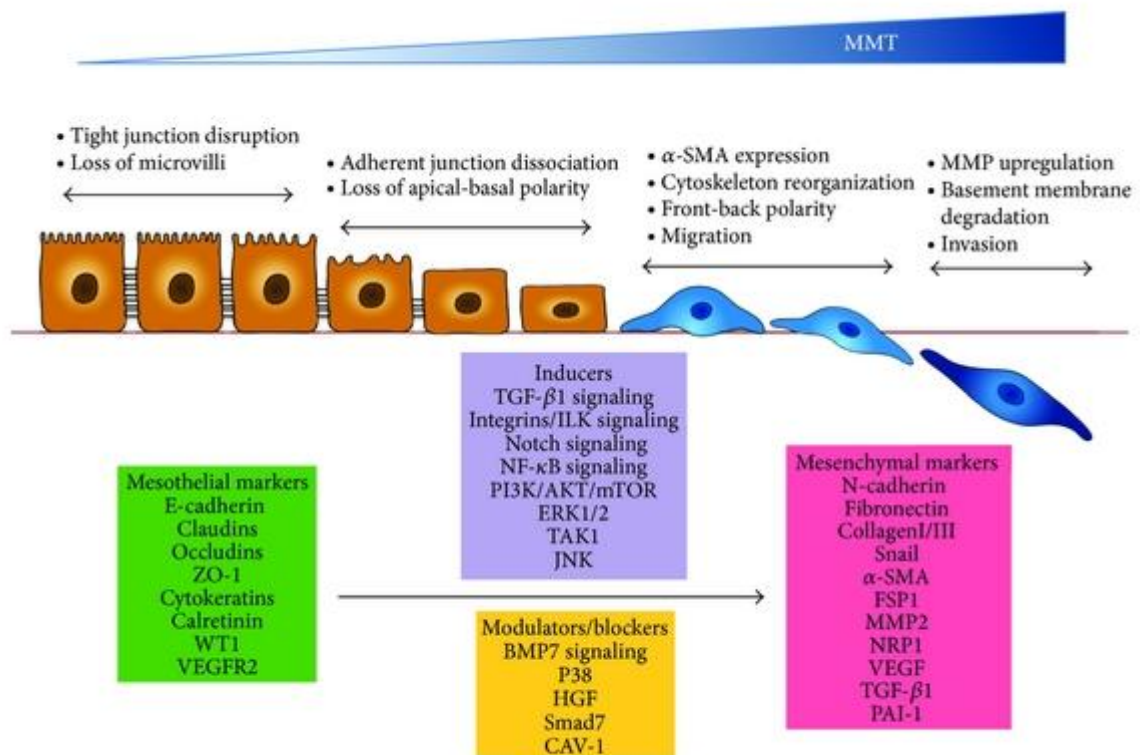 MMT
• Tight junction disruption
• Loss of microvilli
• Adherent junction dissociation
• Loss of apical-basal polarity
• α-SMA expression
• Cytoskeleton reorganization
• Front-back polarity
• Migration
• MMP upregulation
• Basement membrane
degradation
• Invasion
Mesothelial markers
E-cadherin
Claudins
Occludins
ZO-1
Cytokeratins
Calretinin
WT1
VEGFR2
Inducers
TGF-β1 signaling
Integrins/ILK signaling
Notch signaling
NF-κB signaling
PI3K/AKT/mTOR
ERK1/2
TAK1
JNK
Modulators/blockers
BMP7 signaling
P38
HGF
Smad7
CAV-1
Mesenchymal markers
N-cadherin
Fibronectin
CollagenI/III
Snail
α-SMA
FSP1
MMP2
NRP1
VEGF
TGF-β1
PAI-1